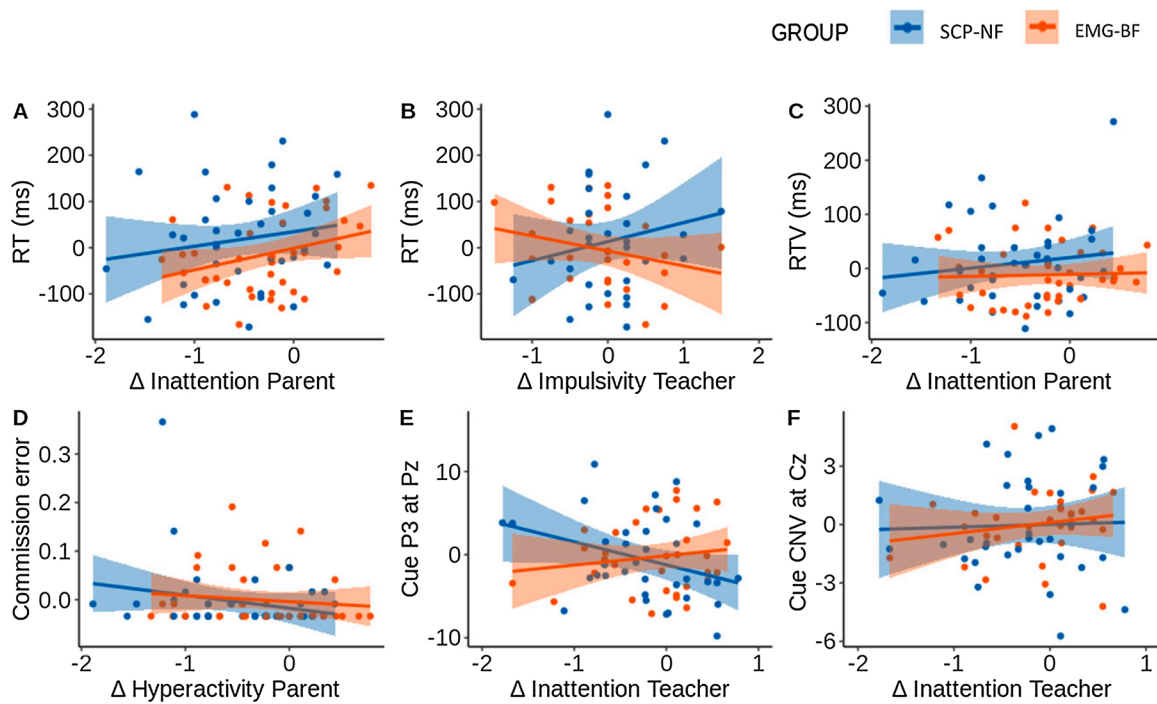 GROUP SCP-NF EMG-BF
A B C
300 200 100 0 -100
RT (ms)
-2 -1 0
Δ Inattention Parent
300 200 100 0 -100
RT (ms)
-1 0 1 2
Δ Impulsivity Teacher
300 200 100 0 -100
RTV (ms)
-2 -1 0
Δ Inattention Parent
D E F
0.3 0.2 0.1 0.0
Commission error
-2 -1 0
Δ Hyperactivity Parent
10 0 -10
Cue P3 at Pz
-2 -1 0 1
Δ Inattention Teacher
3 0 -3 -6
Cue CNV at Cz
-2 -1 0 1
Δ Inattention Teacher